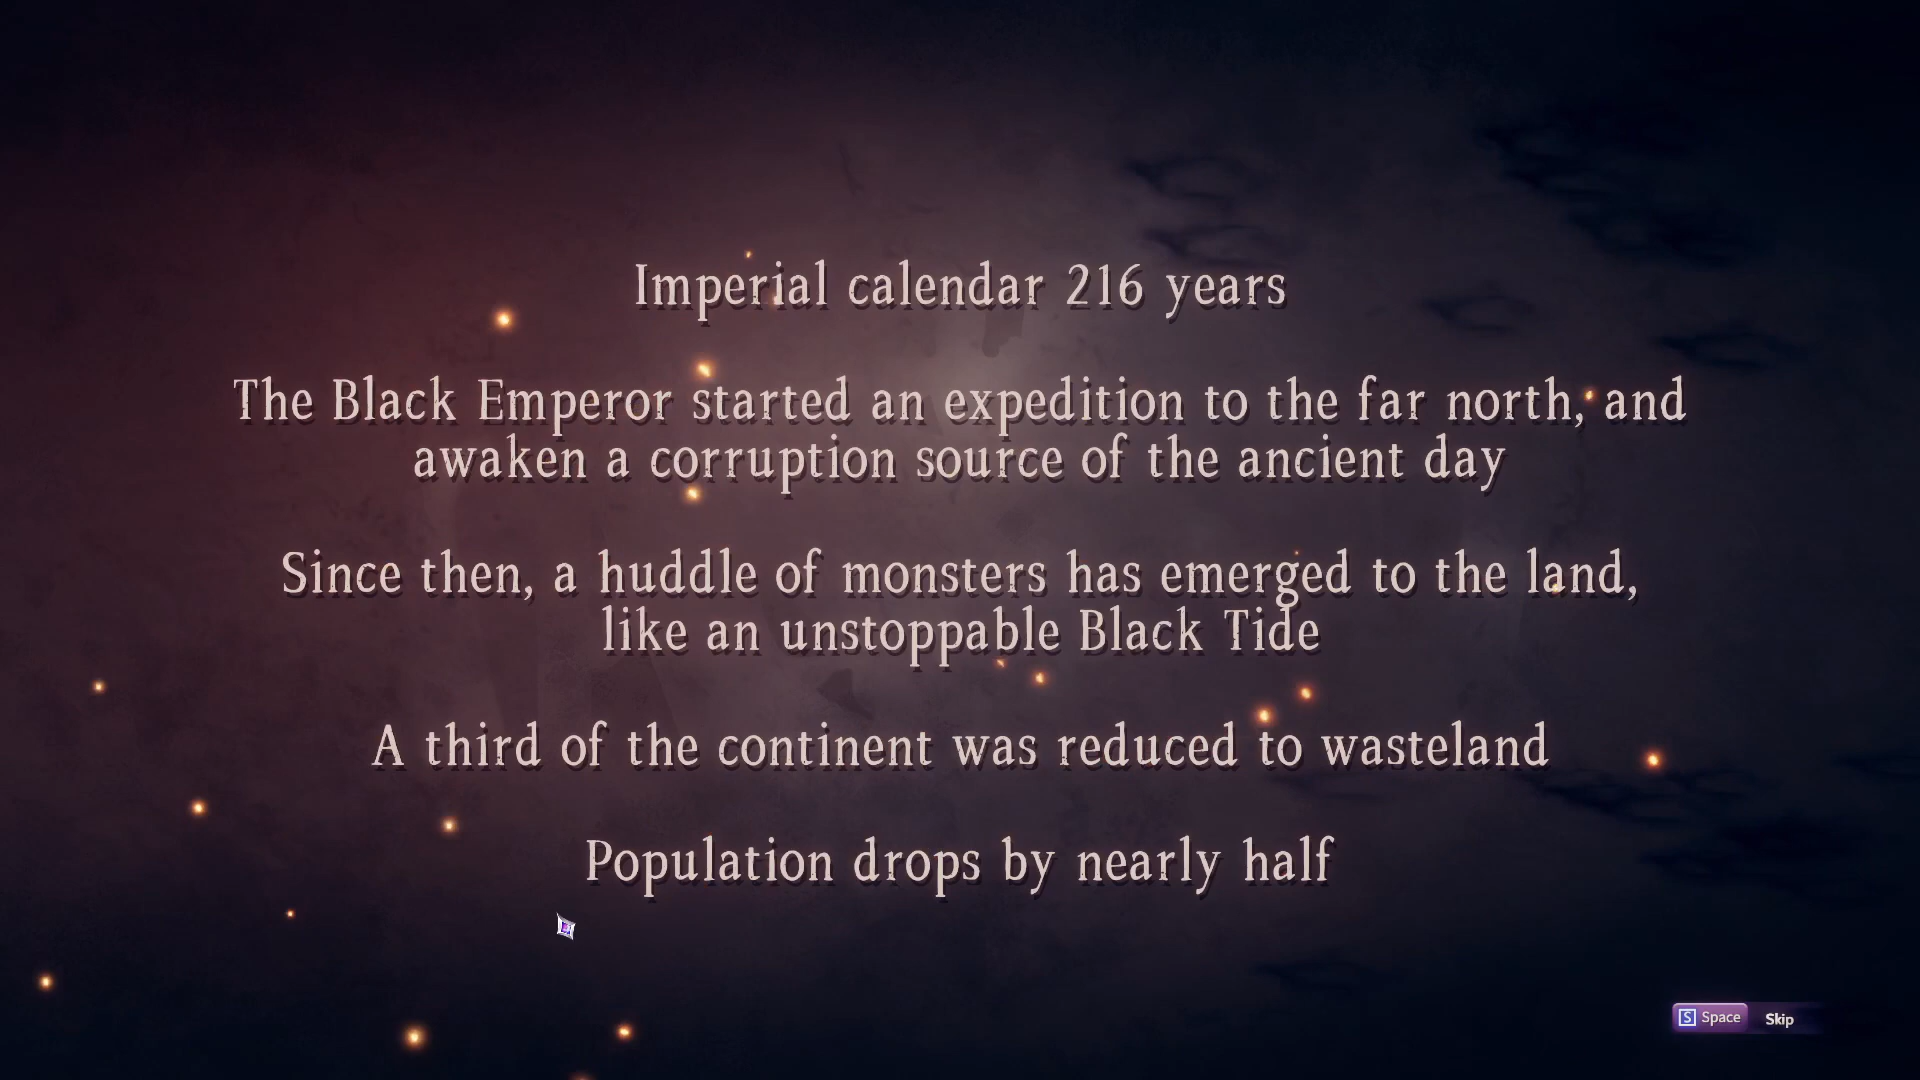 Imperial calendar 216 years
The Black Emperor started an expedition to the far north, and
awaken a corruption source of the ancient day
Since then, a huddle of monsters has emerged to the land,
like an unstoppable Black Tide
A third of the continent was reduced to wasteland
Population drops by nearly half
S Space Skip